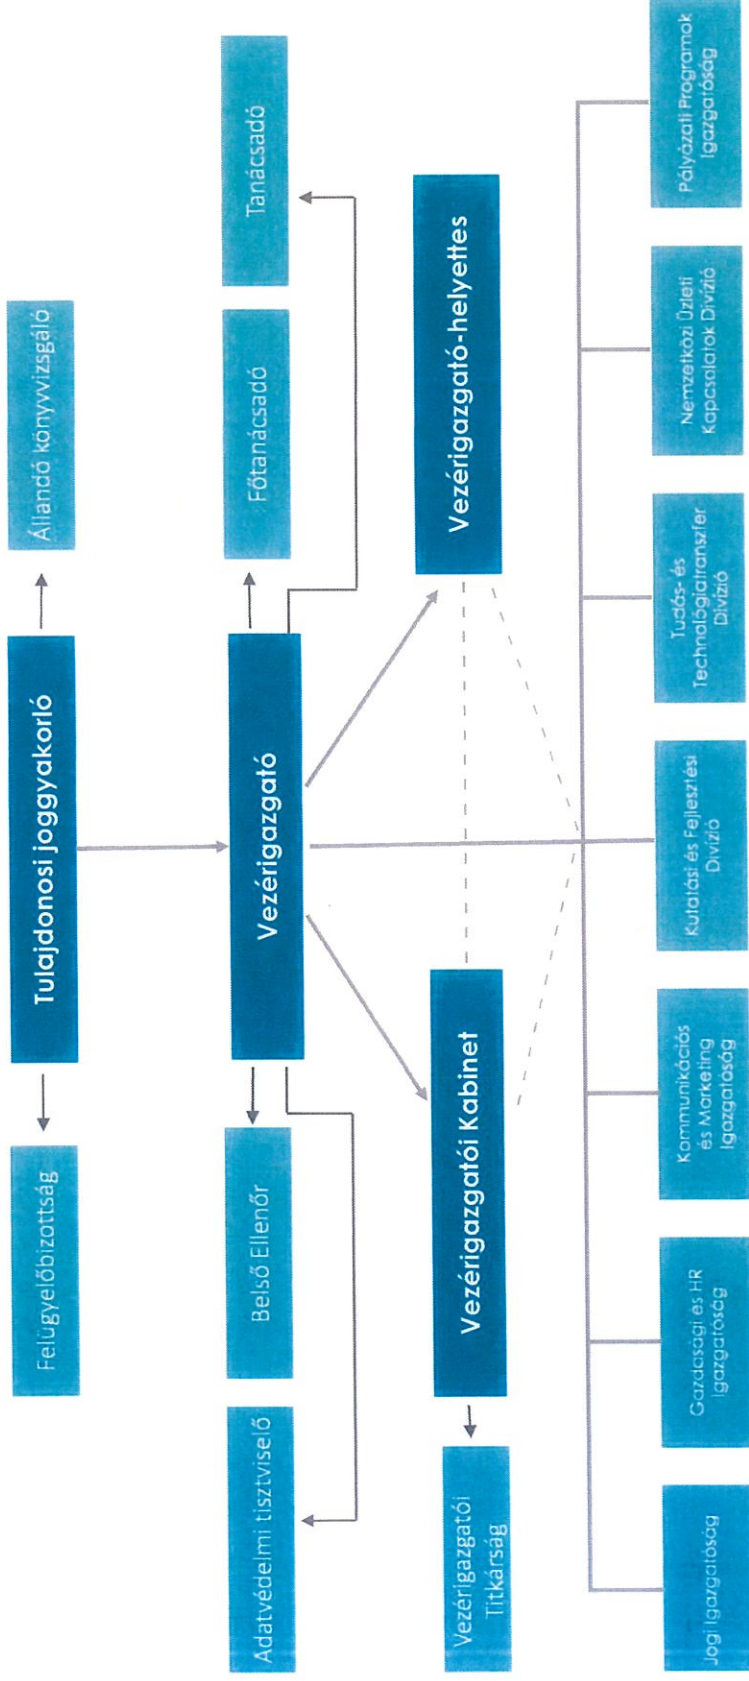 Tulajdonosi joggyakorló
Felügyelőbizottság
Állandó könyvvizsgáló
Vezérigazgató
Adatvédelmi tisztviselő
Belső Ellenőr
Főtanácsadó
Tanácsadó
Vezérigazgatói
Titkárság
Vezérigazgatói Kabinet
Vezérigazgató-helyettes
Jogi Igazgatóság
Gazdasági és HR
Igazgatóság
Kommunikációs
és Marketing
Igazgatóság
Kutatási és Fejlesztési
Divízió
Tudás- és
Technológiatranszfer
Divízió
Nemzetközi Üzleti
Kapcsolatok Divízió
Pályázati Programok
Igazgatóság